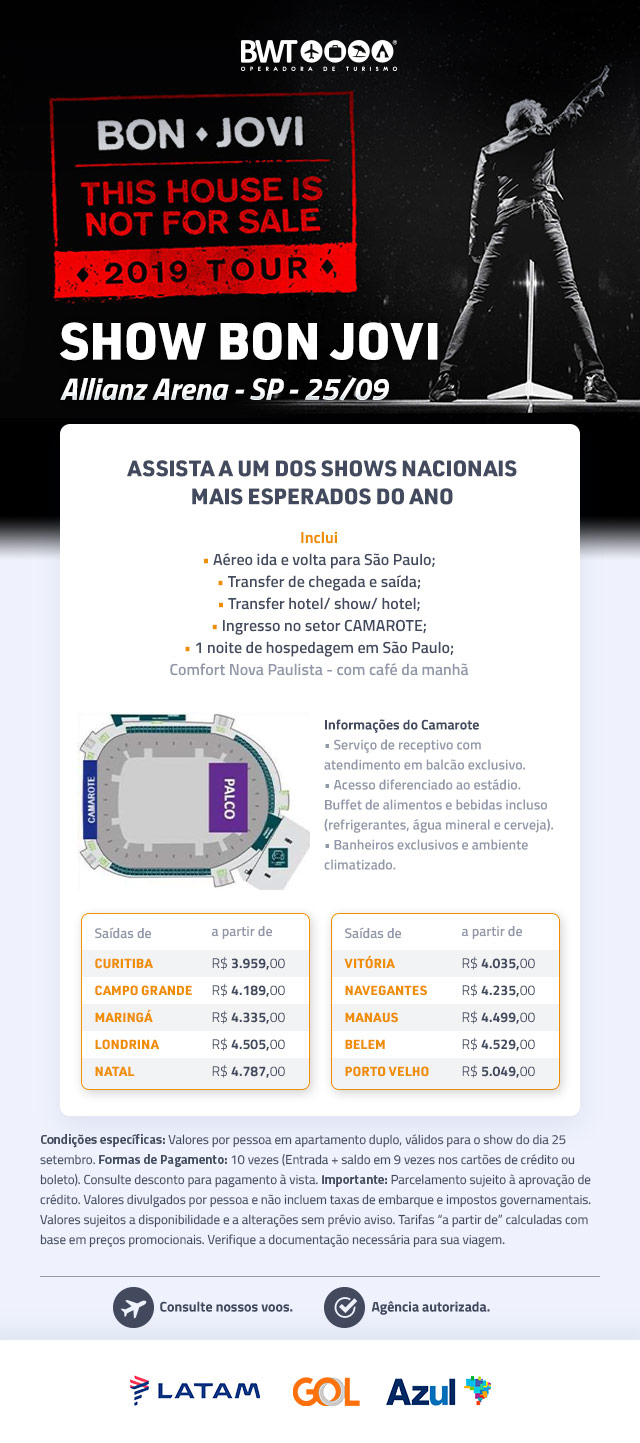 BWT
OPERADORA DE TURISMO
BON JOVI
THIS HOUSE IS
NOT FOR SALE
2019 TOUR
SHOW BON JOVI
Allianz Arena - SP - 25/09
ASSISTA A UM DOS SHOWS NACIONAIS
MAIS ESPERADOS DO ANO
Inclui
▪ Aéreo ida e volta para São Paulo;
▪ Transfer de chegada e saída;
▪ Transfer hotel/ show/ hotel;
▪ Ingresso no setor CAMAROTE;
▪ 1 noite de hospedagem em São Paulo;
Comfort Nova Paulista - com café da manhã
CAMAROTE
PALCO
Informações do Camarote
▪ Serviço de receptivo com
atendimento em balcão exclusivo.
▪ Acesso diferenciado ao estádio.
Buffet de alimentos e bebidas incluso
(refrigerantes, água mineral e cerveja).
▪ Banheiros exclusivos e ambiente
climatizado.
Saídas de a partir de
CURITIBA R$ 3.959,00
CAMPO GRANDE R$ 4.189,00
MARINGÁ R$ 4.335,00
LONDRINA R$ 4.505,00
NATAL R$ 4.787,00
Saídas de a partir de
VITÓRIA R$ 4.035,00
NAVEGANTES R$ 4.235,00
MANAUS R$ 4.499,00
BELEM R$ 4.529,00
PORTO VELHO R$ 5.049,00
Condições específicas: Valores por pessoa em apartamento duplo, válidos para o show do dia 25
setembro. Formas de Pagamento: 10 vezes (Entrada + saldo em 9 vezes nos cartões de crédito ou
boleto). Consulte desconto para pagamento à vista. Importante: Parcelamento sujeito à aprovação de
crédito. Valores divulgados por pessoa e não incluem taxas de embarque e impostos governamentais.
Valores sujeitos a disponibilidade e a alterações sem prévio aviso. Tarifas “a partir de” calculadas com
base em preços promocionais. Verifique a documentação necessária para sua viagem.
Consulte nossos voos.
Agência autorizada.
LATAM
GOL
Azul